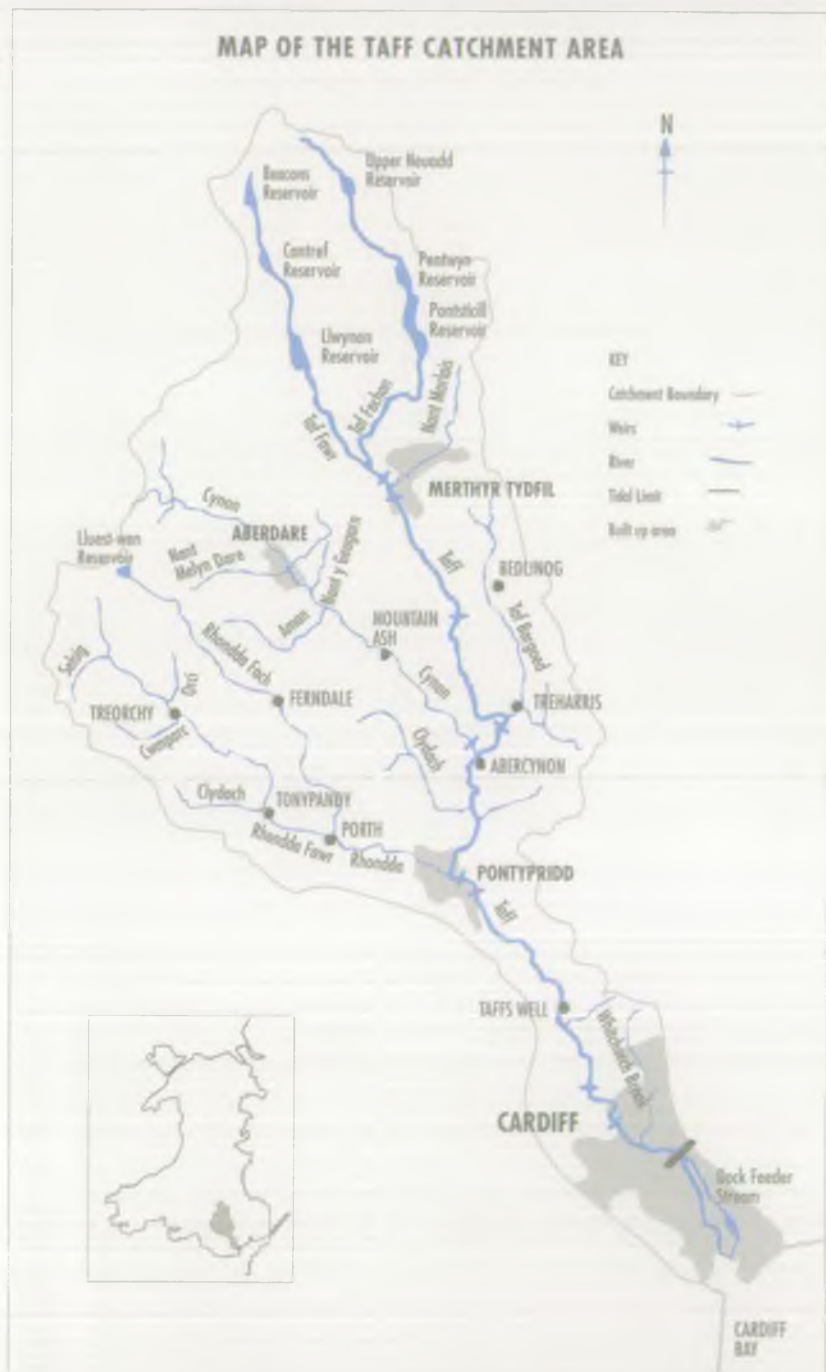 MAP OF THE TAFF CATCHMENT AREA
N
Upper Neuadd
Reservoir
Beacons
Reservoir
Cantref
Reservoir
Pentwyn
Reservoir
Pontsticill
Reservoir
Llwynon
Reservoir
Nant Morlais
Taf Fechan
Taf Fawr
KEY
Catchment Boundary
Weirs
River
Tidal Limit
Built up area
MERTHYR TYDFIL
Cynon
ABERDARE
Lluest-wen
Reservoir
Nant
Melyn Dare
Nant y Geugarn
Aman
Taff
BEDLINOG
Taf Bargoed
MOUNTAIN
ASH
Cynon
Rhondda Fach
FERNDALE
Orci
TREORCHY
Cwmparc
TREHARRIS
Clydach
ABERCYNON
Clydach
TONYPANDY
PORTH
Rhondda Fawr
Rhondda
PONTYPRIDD
Taff
TAFFS WELL
Whitchurch Brook
CARDIFF
Dock Feeder
Stream
CARDIFF
BAY